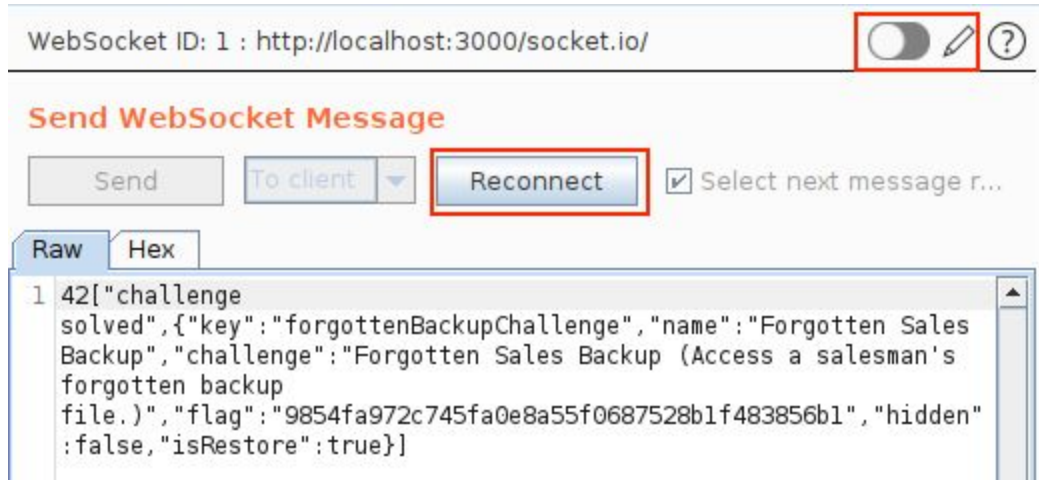 WebSocket ID: 1 : http://localhost:3000/socket.io/
Send WebSocket Message
Send To client Reconnect Select next message r...
Raw Hex
1 42["challenge
solved",{"key":"forgottenBackupChallenge","name":"Forgotten Sales
Backup","challenge":"Forgotten Sales Backup (Access a salesman's
forgotten backup
file.)","flag":"9854fa972c745fa0e8a55f0687528b1f483856b1","hidden"
:false,"isRestore":true}]